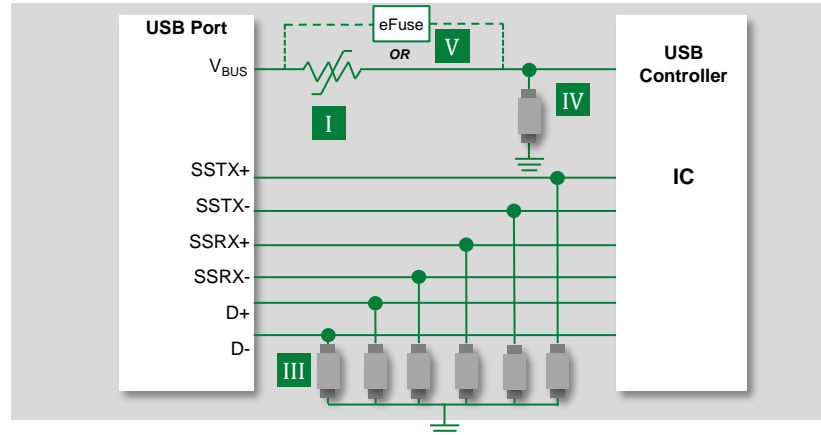 USB Port
eFuse
OR
V
VBUS
USB
Controller
I
IV
SSTX+
IC
SSTX-
SSRX+
SSRX-
D+
D-
III